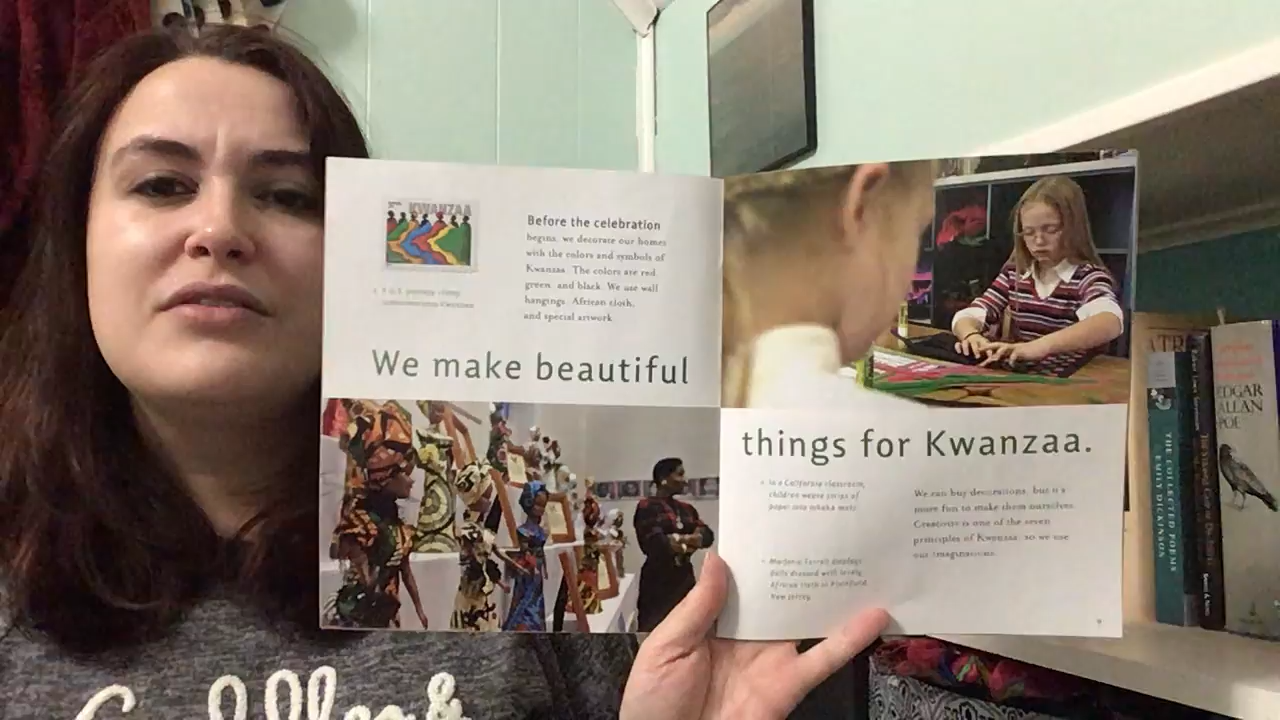 KWANZAA
Before the celebration
begins, we decorate our homes
with the colors and symbols of
Kwanzaa. The colors are red,
green, and black. We use wall
hangings, African cloth,
and special artwork.
A U.S. postage stamp
commemorates Kwanzaa
We make beautiful
things for Kwanzaa.
In a California classroom,
children weave strips of
paper into mkeka mats.
Marjorie Farrell displays
dolls dressed with lovely
African cloth in Plainfield,
New Jersey.
We can buy decorations, but it's
more fun to make them ourselves.
Creativity is one of the seven
principles of Kwanzaa, so we use
our imaginations.
THE COLLECTED POEMS
EMILY DICKINSON
EDGAR
ALLAN
POE